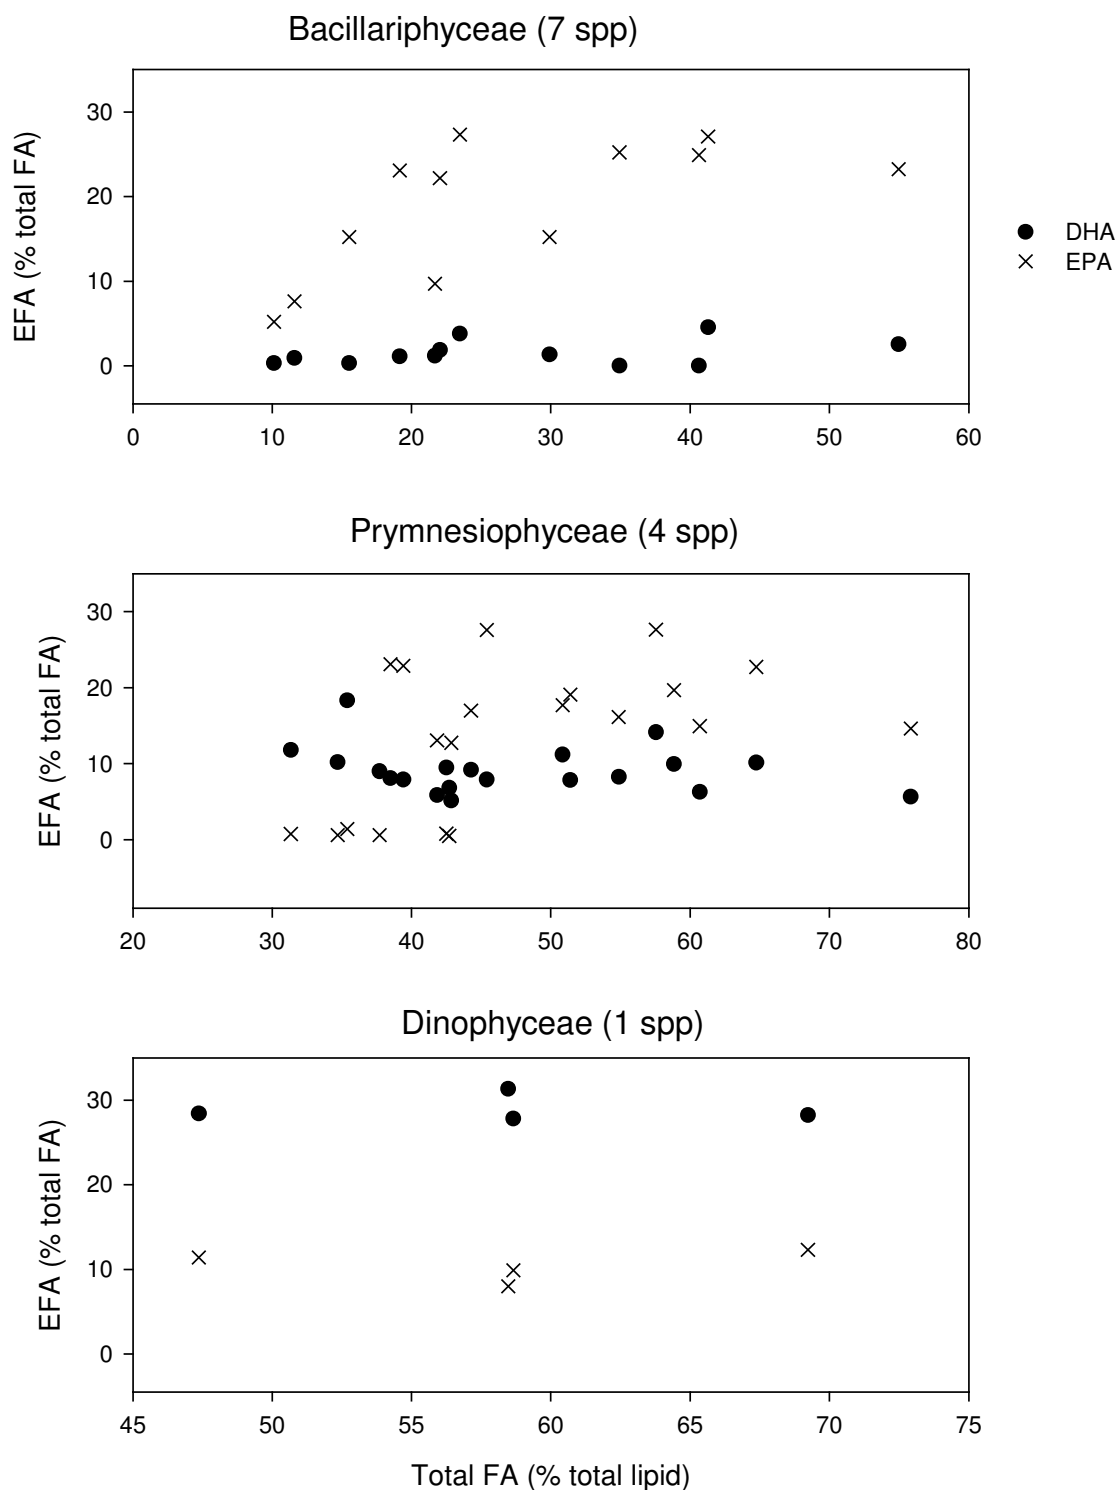 Bacillariphyceae (7 spp)
EFA (% total FA)
30
20
10
0
0 10 20 30 40 50 60
DHA
EPA
Prymnesiophyceae (4 spp)
EFA (% total FA)
30
20
10
0
20 30 40 50 60 70 80
Dinophyceae (1 spp)
EFA (% total FA)
30
20
10
0
45 50 55 60 65 70 75
Total FA (% total lipid)